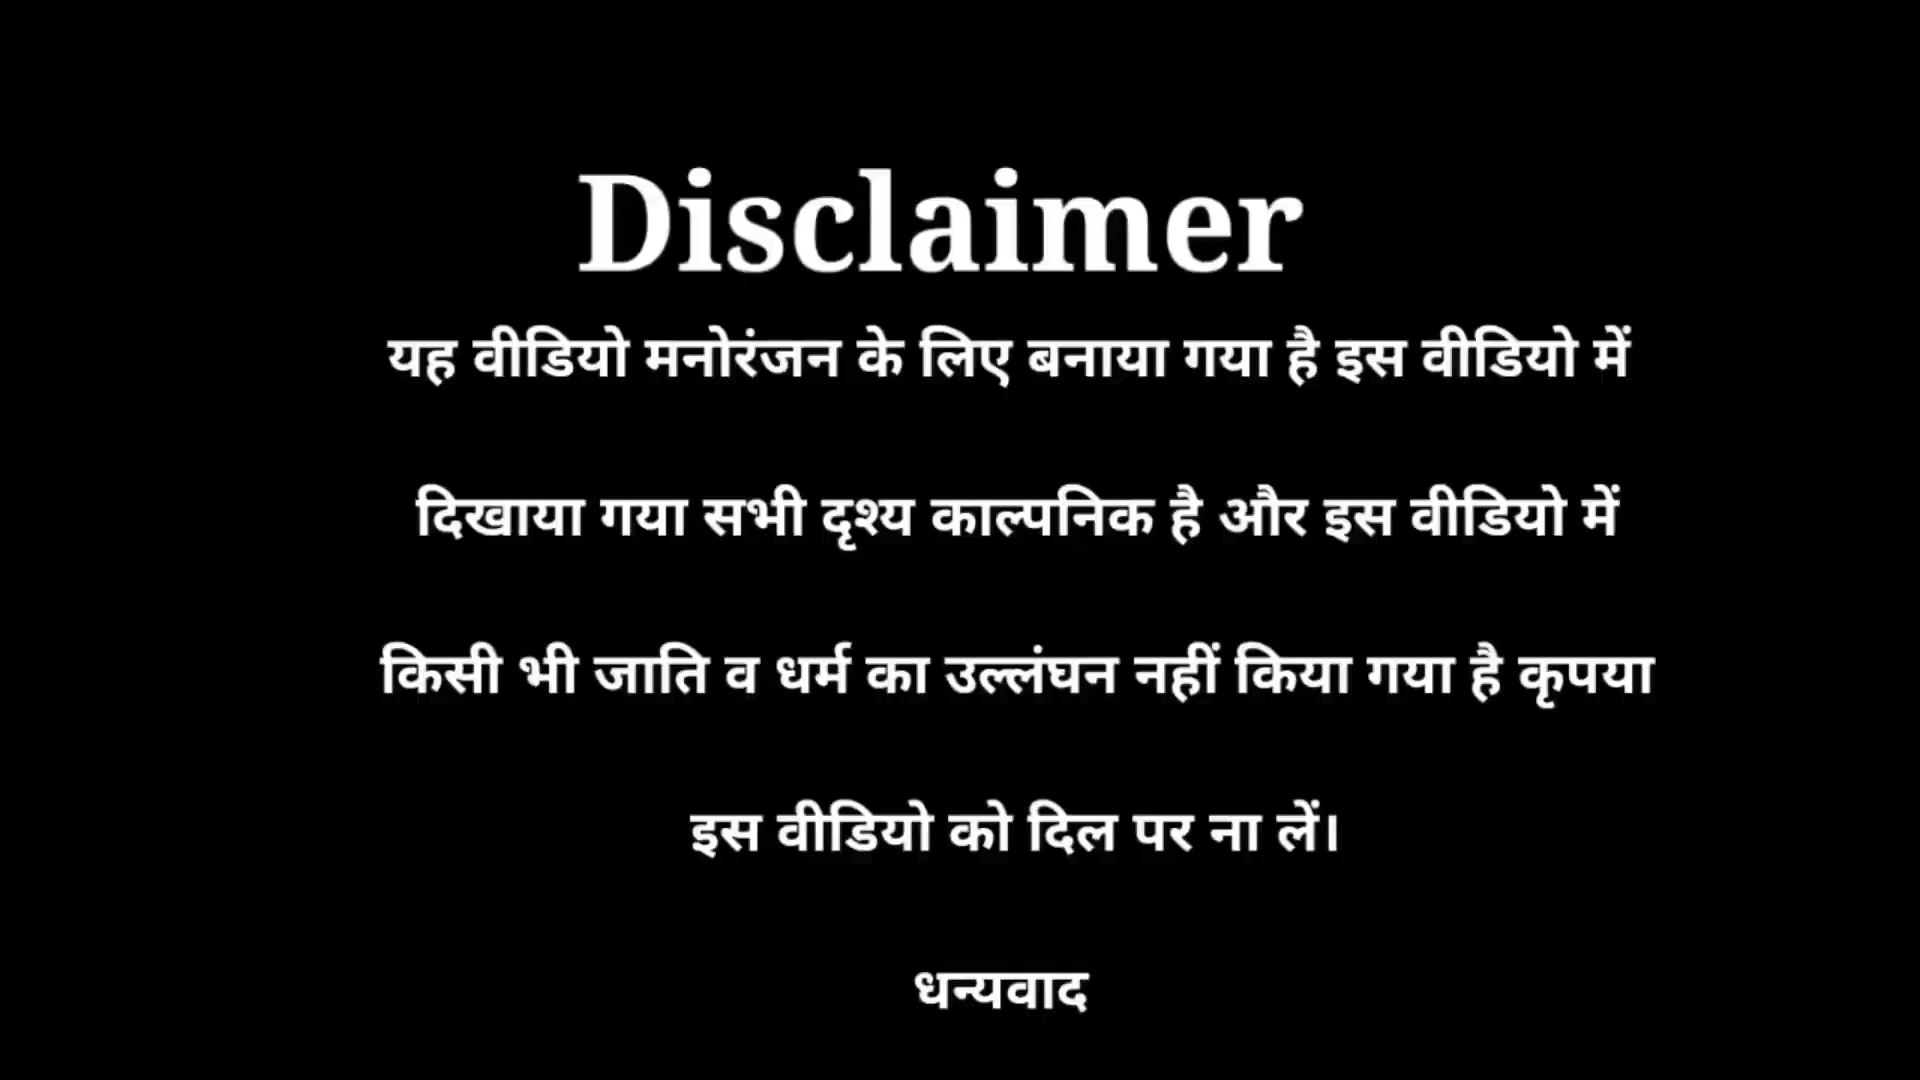 Disclaimer
यह वीडियो मनोरंजन के लिए बनाया गया है इस वीडियो में
दिखाया गया सभी दृश्य काल्पनिक है और इस वीडियो में
किसी भी जाति व धर्म का उल्लंघन नहीं किया गया है कृपया
इस वीडियो को दिल पर ना लें।
धन्यवाद